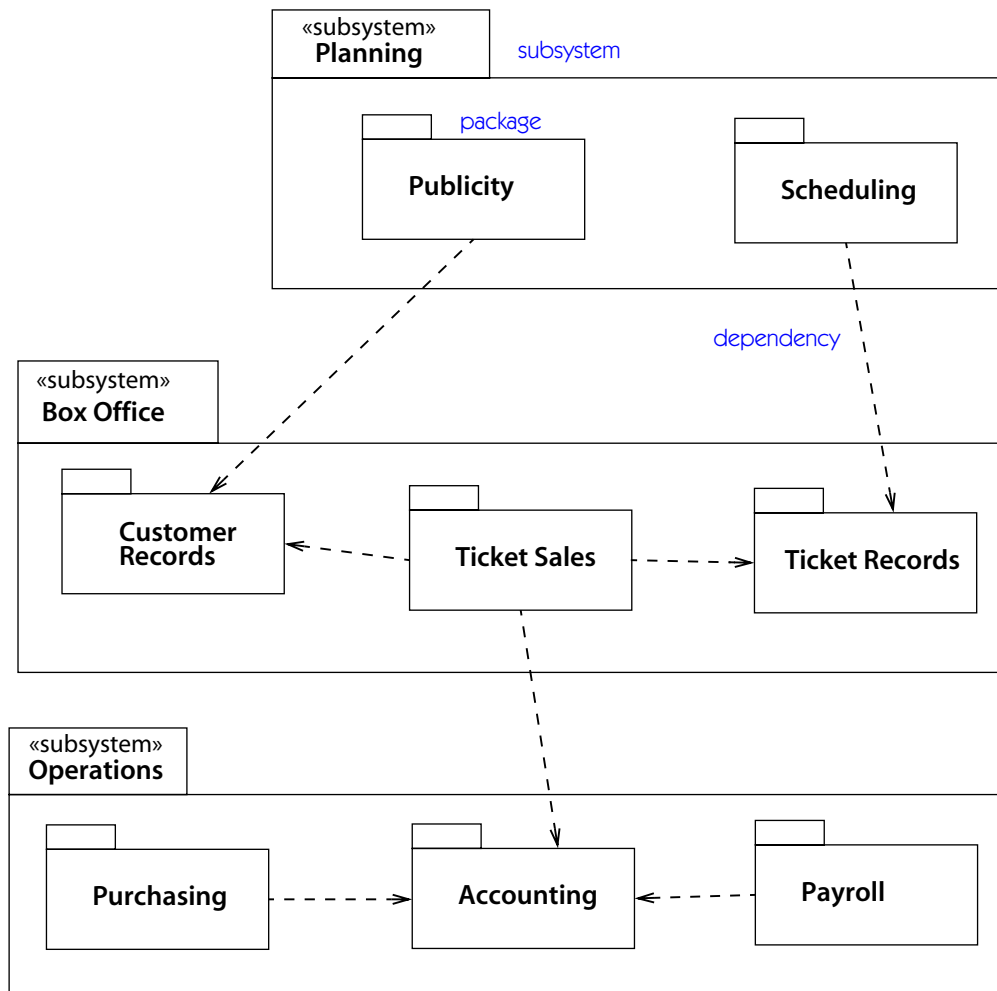 «subsystem»
Planning
subsystem
package
Publicity
Scheduling
dependency
«subsystem»
Box Office
Customer
Records
Ticket Sales
Ticket Records
«subsystem»
Operations
Purchasing
Accounting
Payroll